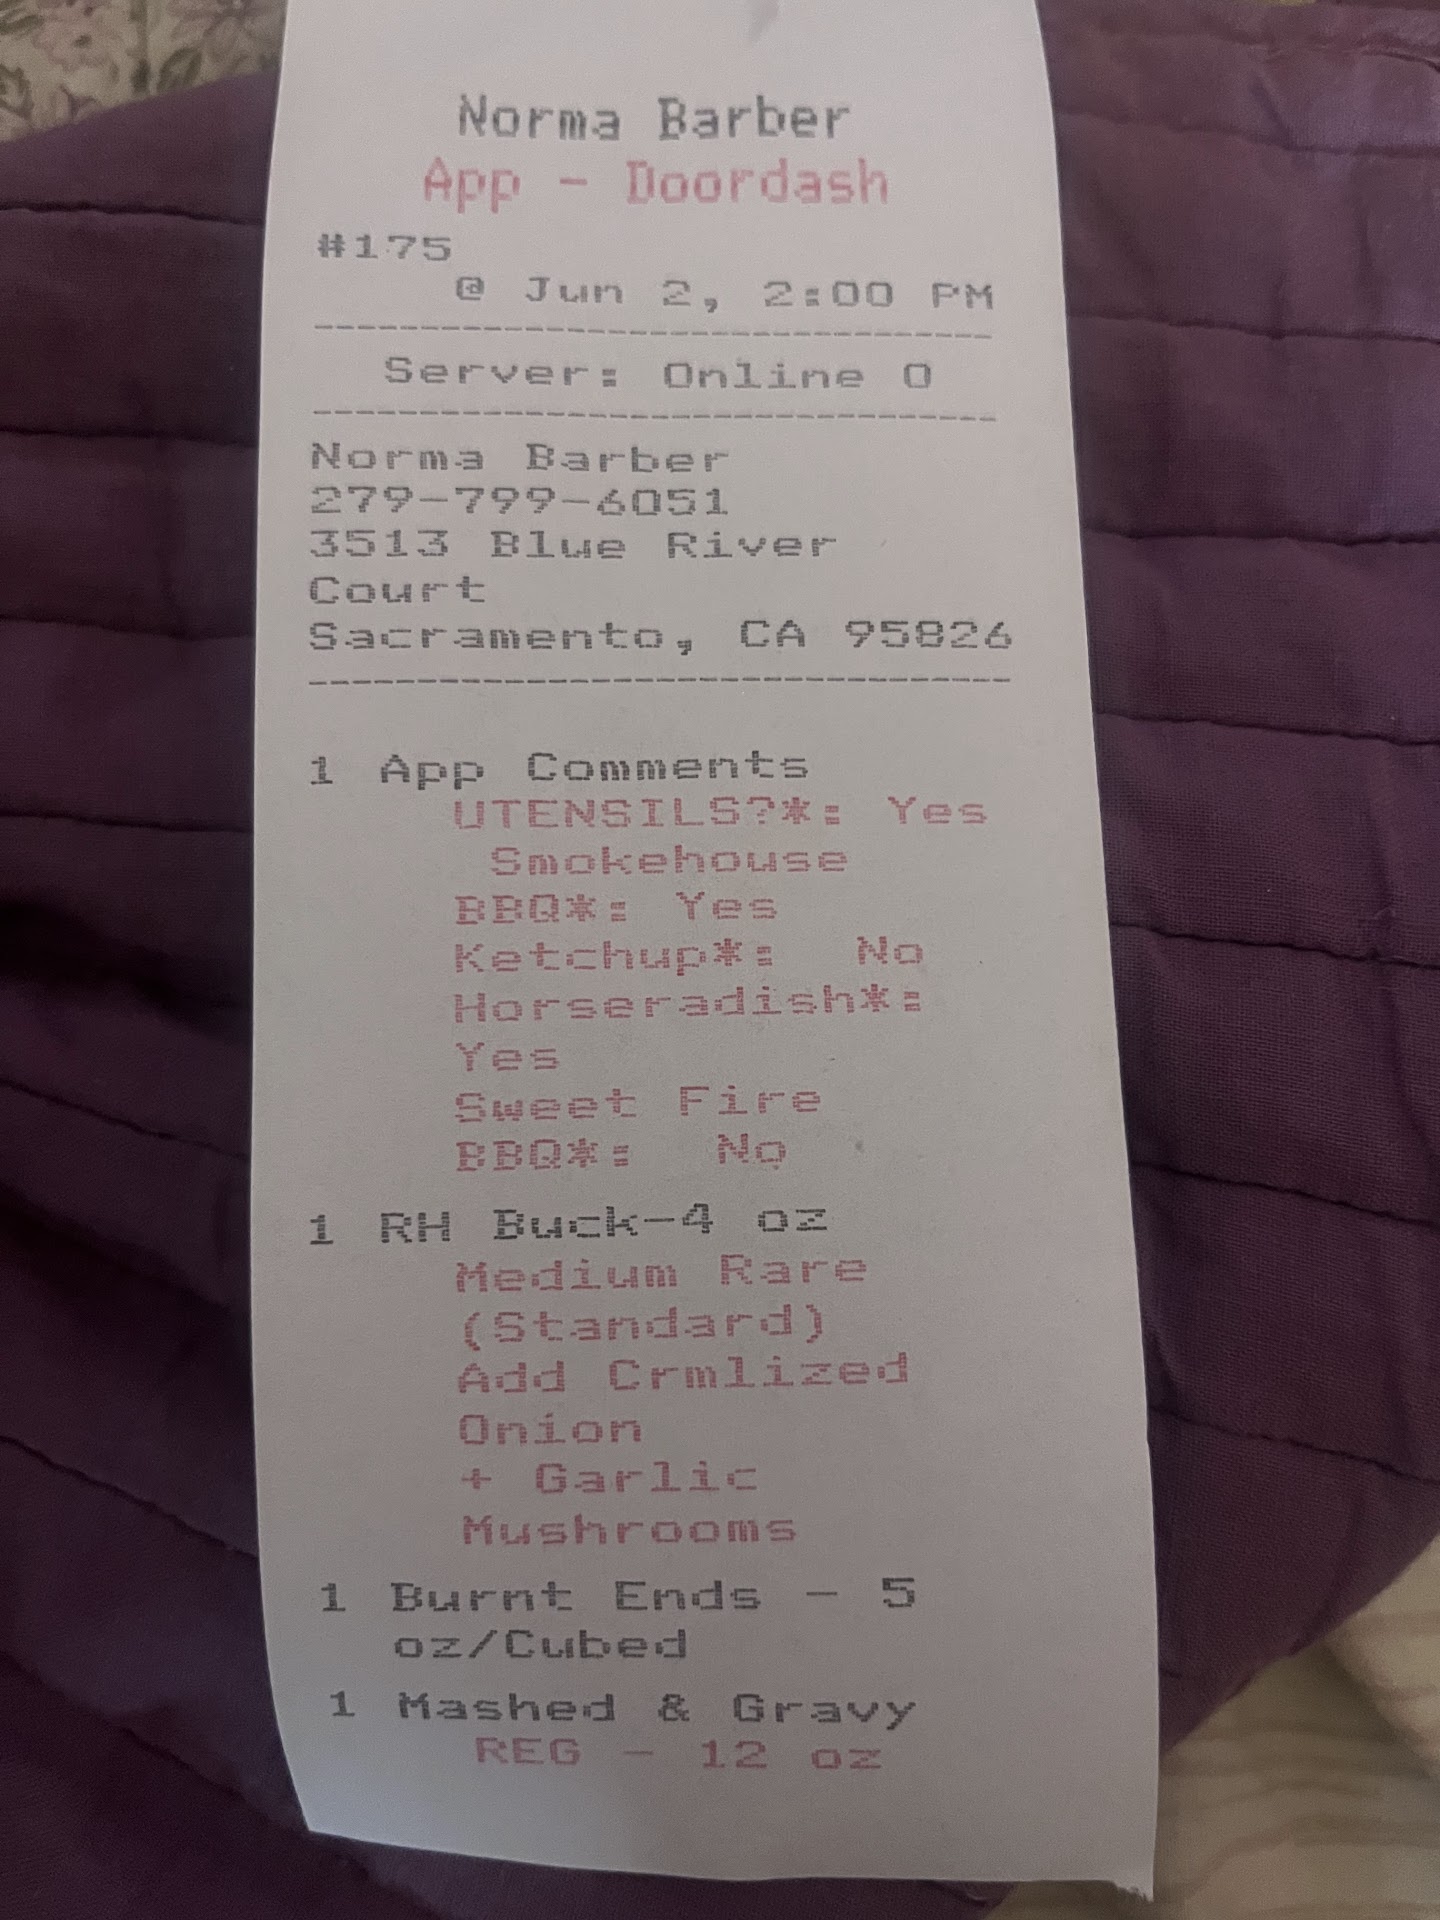 Norma Barber
App - Doordash
#175
@ Jun 2, 2:00 PM
Server: Online O
Norma Barber
279-799-6051
3513 Blue River
Court
Sacramento, CA 95826
1 App Comments
UTENSILS?*: Yes
Smokehouse
BBQ*: Yes
Ketchup*: No
Horseradish*:
Yes
Sweet Fire
BBQ*: No
1 RH Buck-4 oz
Medium Rare
(Standard)
Add Crmlized
Onion
+ Garlic
Mushrooms
1 Burnt Ends - 5
oz/Cubed
1 Mashed & Gravy
REG - 12 oz